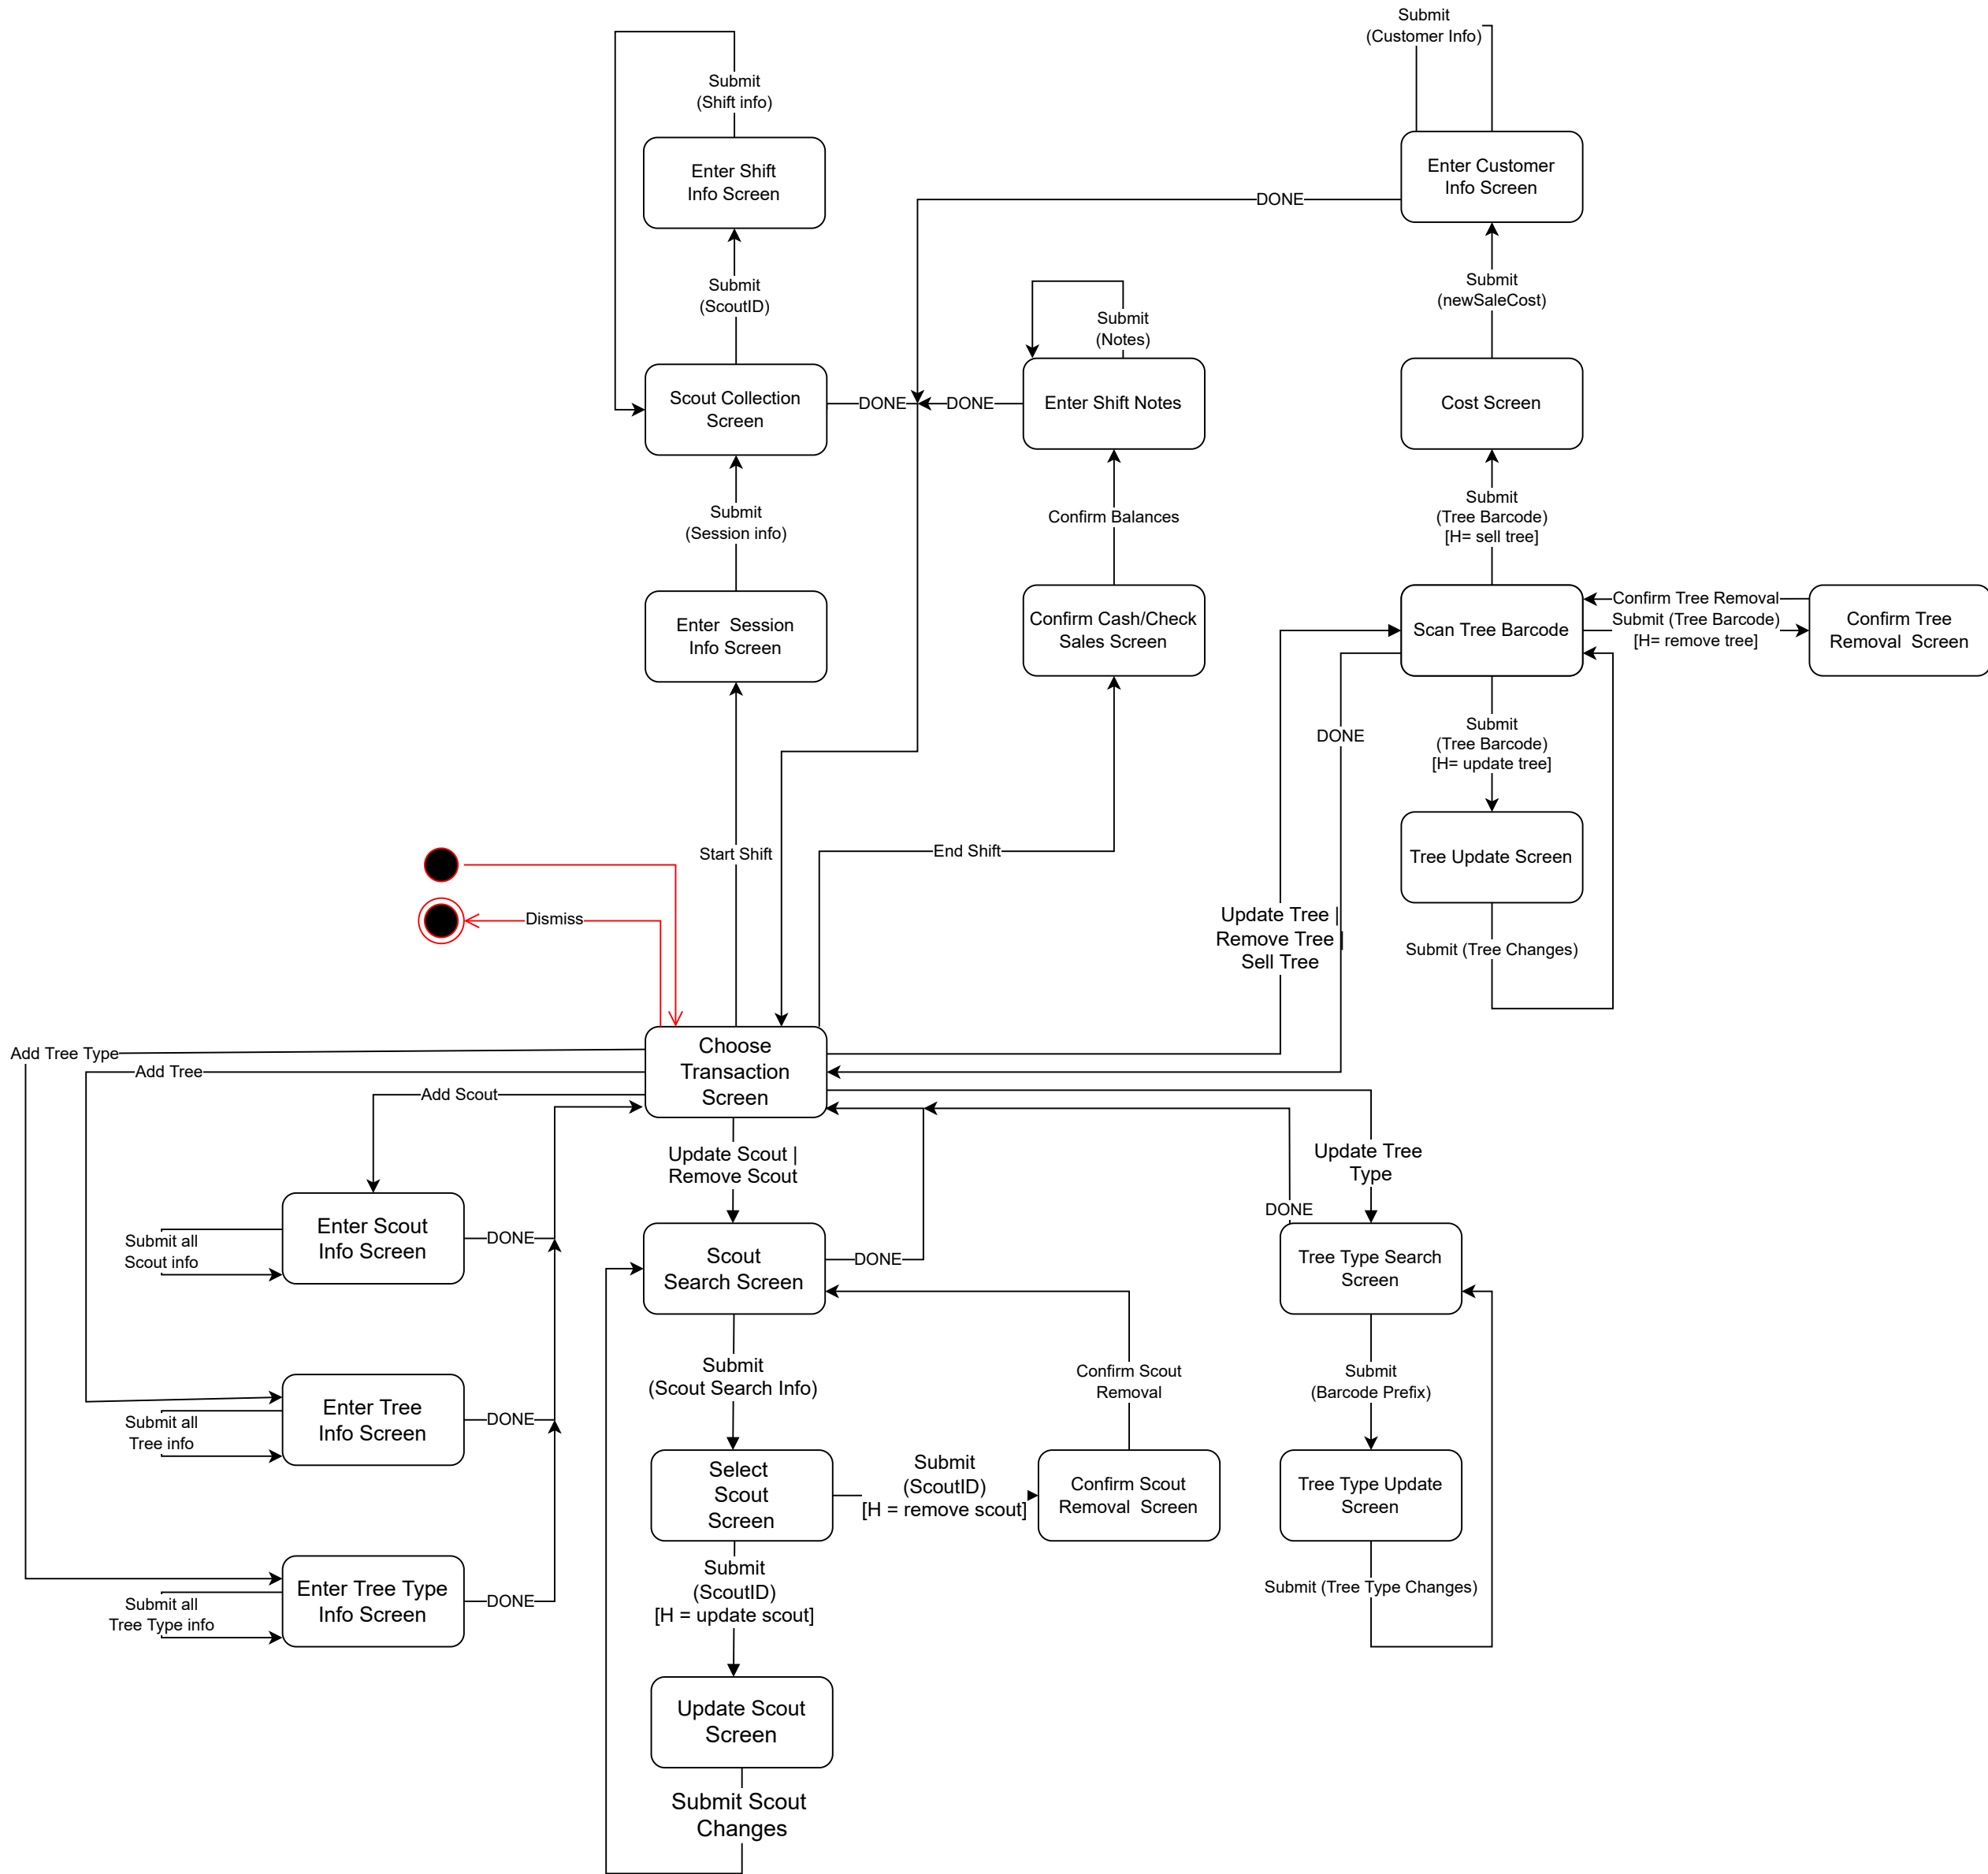 Submit
(Customer Info)
Submit
(Shift info)
Enter Shift
Info Screen
Enter Customer
Info Screen
DONE
Submit
(ScoutID)
Submit
(newSaleCost)
Submit
(Notes)
Scout Collection
Screen
DONE
DONE
Enter Shift Notes
Cost Screen
Submit
(Session info)
Confirm Balances
Submit
(Tree Barcode)
[H= sell tree]
Enter  Session
Info Screen
Confirm Cash/Check
Sales Screen
Scan Tree Barcode
Confirm Tree Removal
Submit (Tree Barcode)
[H= remove tree]
Confirm Tree
Removal  Screen
DONE
Submit
(Tree Barcode)
[H= update tree]
Start Shift
End Shift
Tree Update Screen
Dismiss
Update Tree |
Remove Tree |
Sell Tree
Submit (Tree Changes)
Choose
Transaction
Screen
Add Tree Type
Add Tree
Add Scout
Update Scout |
Remove Scout
Update Tree
Type
DONE
Enter Scout
Info Screen
Submit all
Scout info
DONE
Scout
Search Screen
DONE
Tree Type Search
Screen
Submit
(Scout Search Info)
Confirm Scout
Removal
Submit
(Barcode Prefix)
Enter Tree
Info Screen
Submit all
Tree info
DONE
Select
Scout
Screen
Submit
(ScoutID)
[H = remove scout]
Confirm Scout
Removal  Screen
Tree Type Update
Screen
Submit
(ScoutID)
[H = update scout]
Submit (Tree Type Changes)
Enter Tree Type
Info Screen
Submit all
Tree Type info
DONE
Update Scout
Screen
Submit Scout
Changes